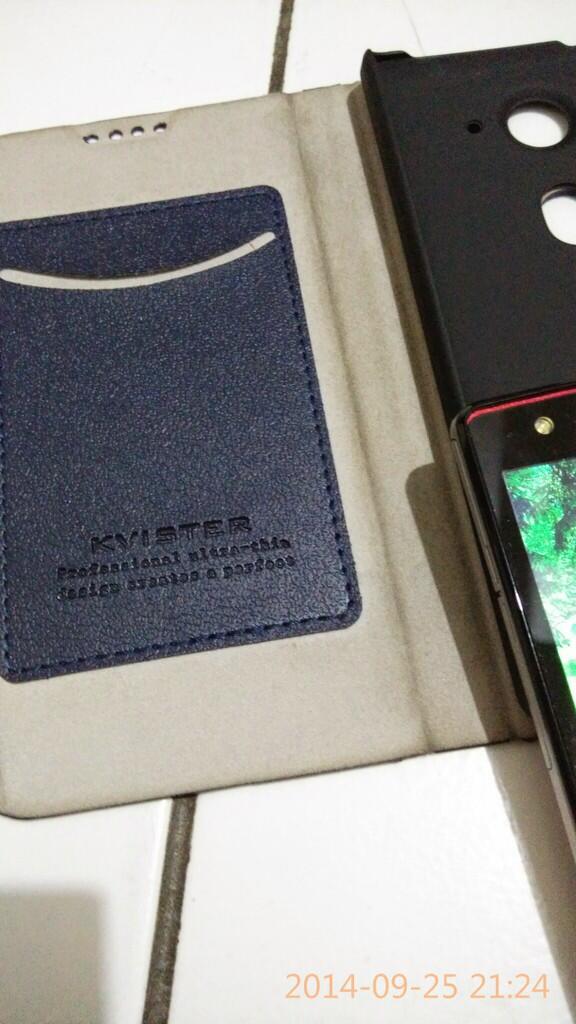 KVISTER
Professional ultra-thin
design creates a perfect
2014-09-25 21:24